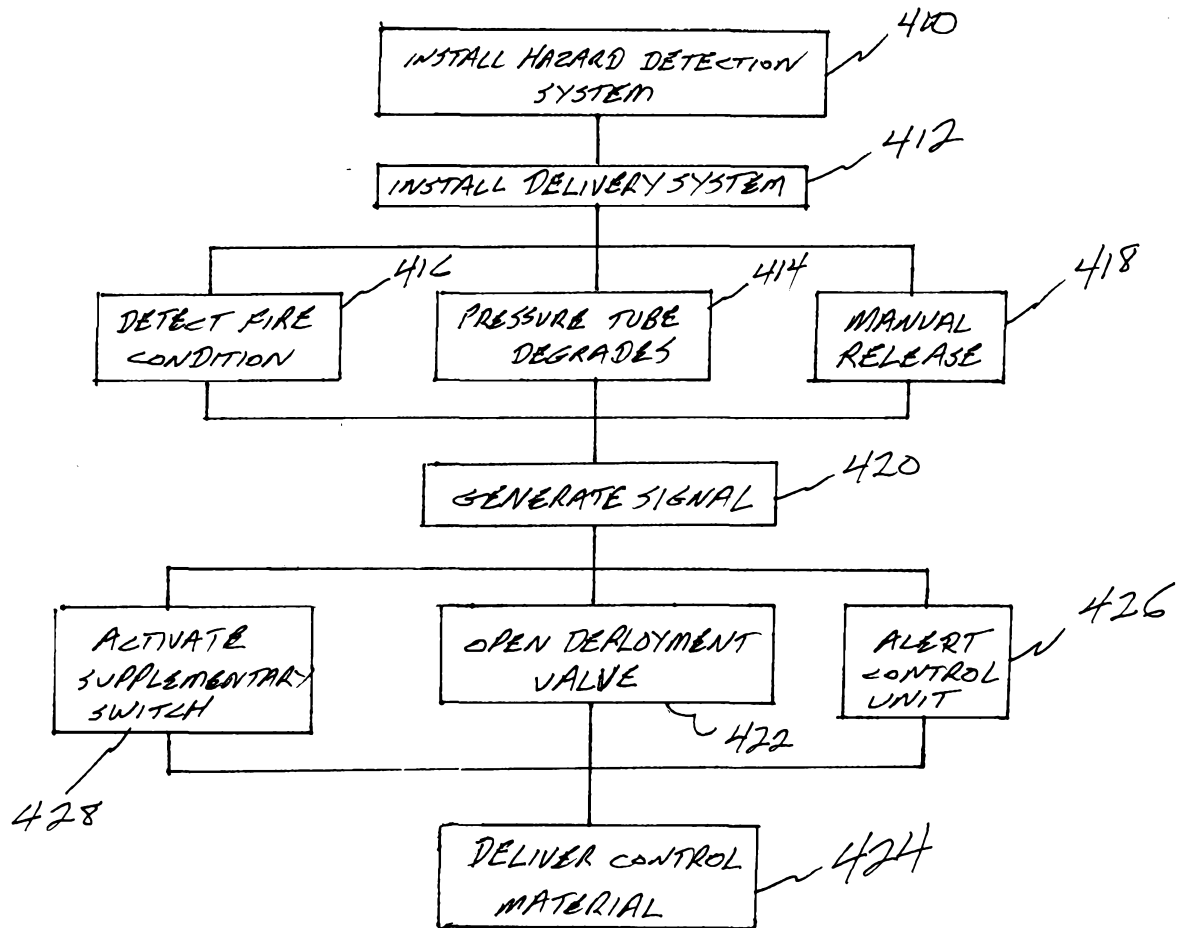 410
INSTALL HAZARD DETECTION
SYSTEM
412
INSTALL DELIVERY SYSTEM
416
DETECT FIRE
CONDITION
414
PRESSURE TUBE
DEGRADES
418
MANUAL
RELEASE
420
GENERATE SIGNAL
ACTIVATE
SUPPLEMENTARY
SWITCH
428
OPEN DEPLOYMENT
VALVE
422
426
ALERT
CONTROL
UNIT
DELIVER CONTROL
MATERIAL
424